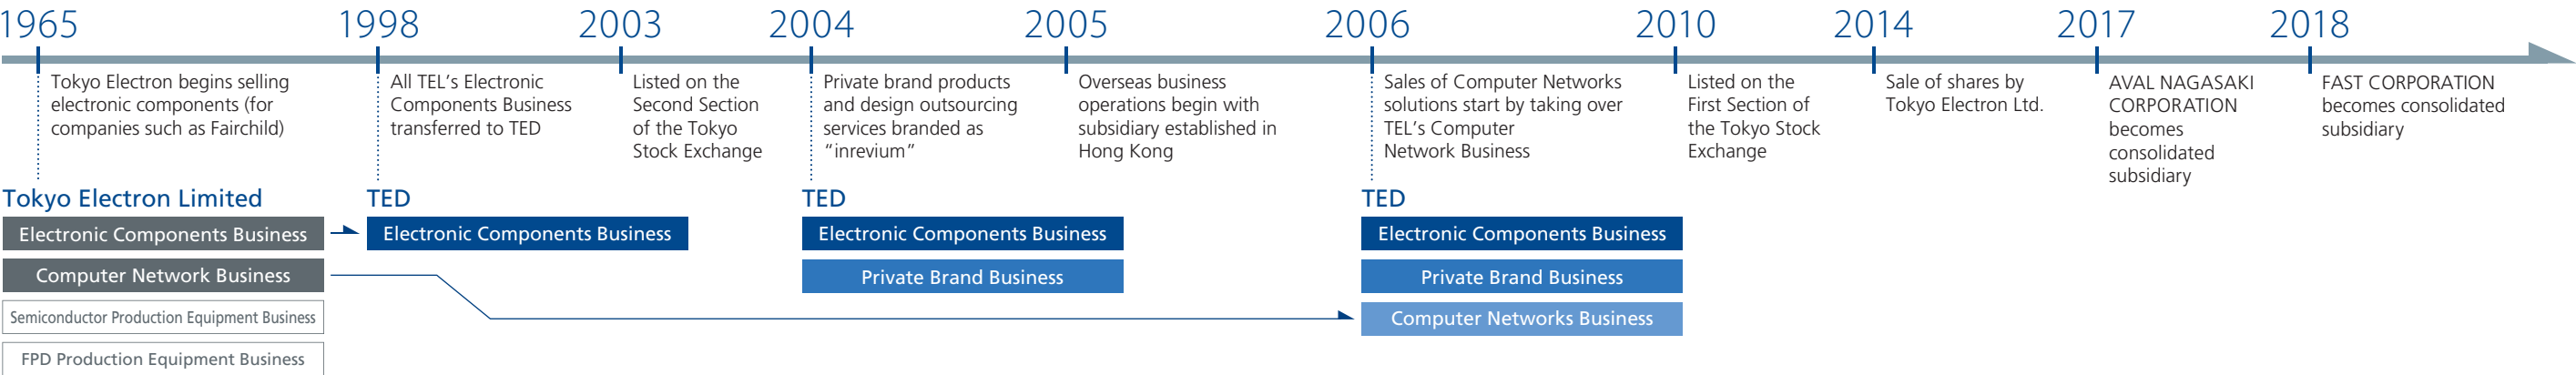 1965
Tokyo Electron begins selling
electronic components (for
companies such as Fairchild)
1998
All TEL's Electronic
Components Business
transferred to TED
2003
Listed on the
Second Section
of the Tokyo
Stock Exchange
2004
Private brand products
and design outsourcing
services branded as
“inrevium”
2005
Overseas business
operations begin with
subsidiary established in
Hong Kong
2006
Sales of Computer Networks
solutions start by taking over
TEL’s Computer
Network Business
2010
Listed on the
First Section of
the Tokyo Stock
Exchange
2014
Sale of shares by
Tokyo Electron Ltd.
2017
AVAL NAGASAKI
CORPORATION
becomes
consolidated
subsidiary
2018
FAST CORPORATION
becomes consolidated
subsidiary
Tokyo Electron Limited
Electronic Components Business
Computer Network Business
Semiconductor Production Equipment Business
FPD Production Equipment Business
TED
Electronic Components Business
TED
Electronic Components Business
Private Brand Business
TED
Electronic Components Business
Private Brand Business
Computer Networks Business